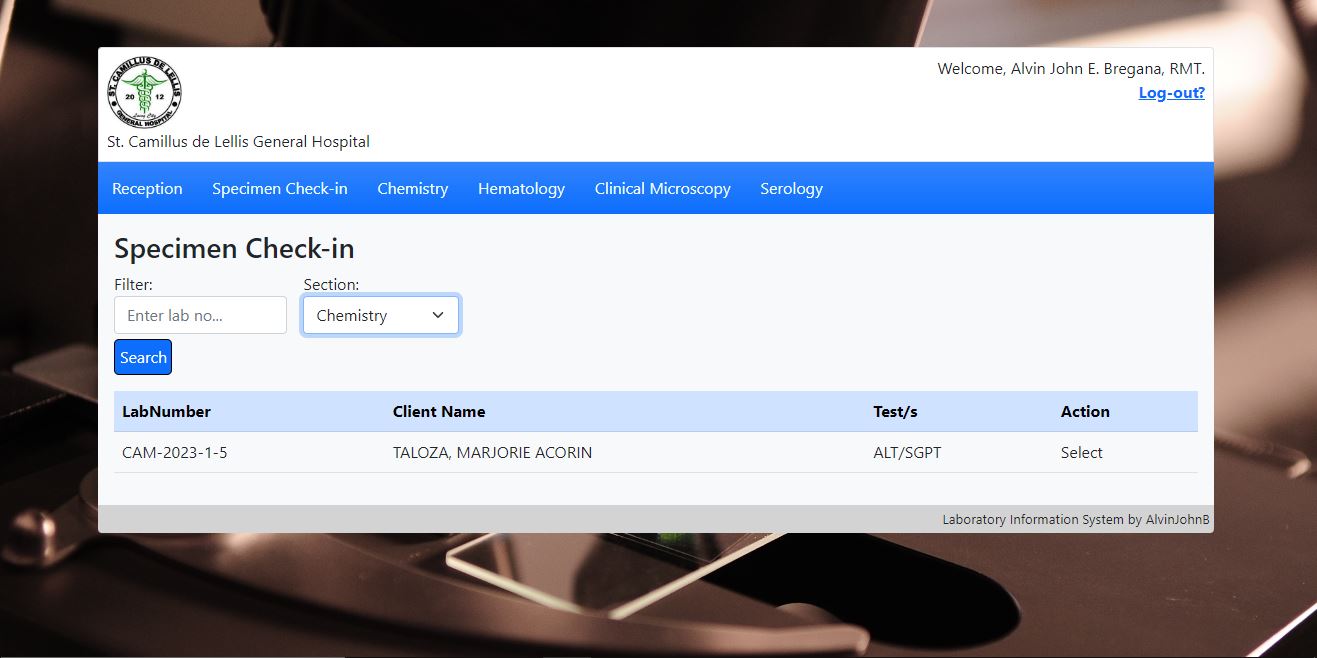 ST. CAMILLUS DE LELLIS
20 12
GENERAL HOSPITAL
St. Camillus de Lellis General Hospital
Welcome, Alvin John E. Bregana, RMT.
Log-out?
Reception Specimen Check-in Chemistry Hematology Clinical Microscopy Serology
Specimen Check-in
Filter: Section:
Enter lab no... Chemistry
Search
LabNumber Client Name Test/s Action
CAM-2023-1-5 TALOZA, MARJORIE ACORIN ALT/SGPT Select
Laboratory Information System by AlvinJohnB